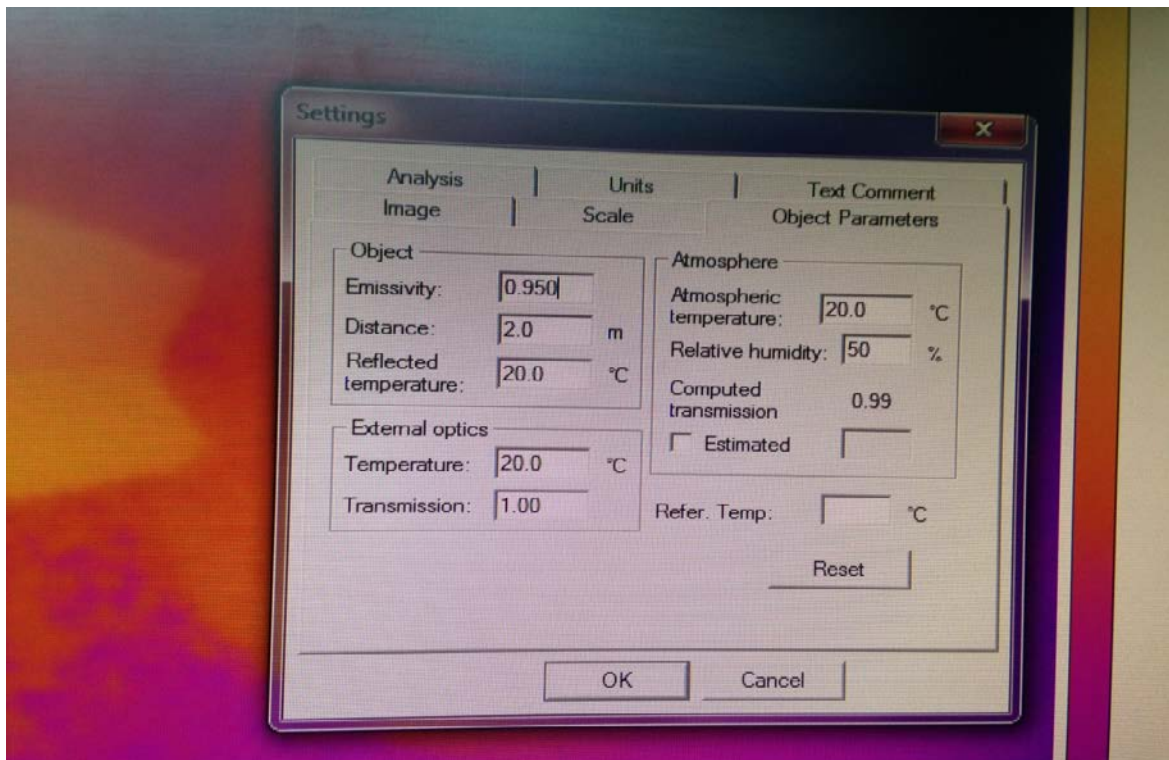 Settings
Analysis Units Text Comment
Image Scale Object Parameters
Object
Emissivity: 0.950
Distance: 2.0 m
Reflected
temperature: 20.0 °C
External optics
Temperature: 20.0 °C
Transmission: 1.00
Atmosphere
Atmospheric
temperature: 20.0 °C
Relative humidity: 50 %
Computed
transmission 0.99
Estimated
Refer. Temp: °C
Reset
OK Cancel